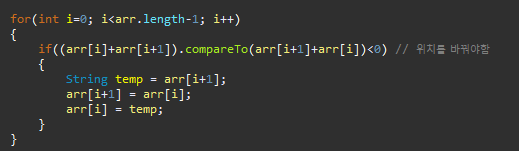 for(int i=0; i<arr.length-1; i++)
{
    if((arr[i]+arr[i+1]).compareTo(arr[i+1]+arr[i])<0) // 위치를 바꿔야함
    {
        String temp = arr[i+1];
        arr[i+1] = arr[i];
        arr[i] = temp;
    }
}